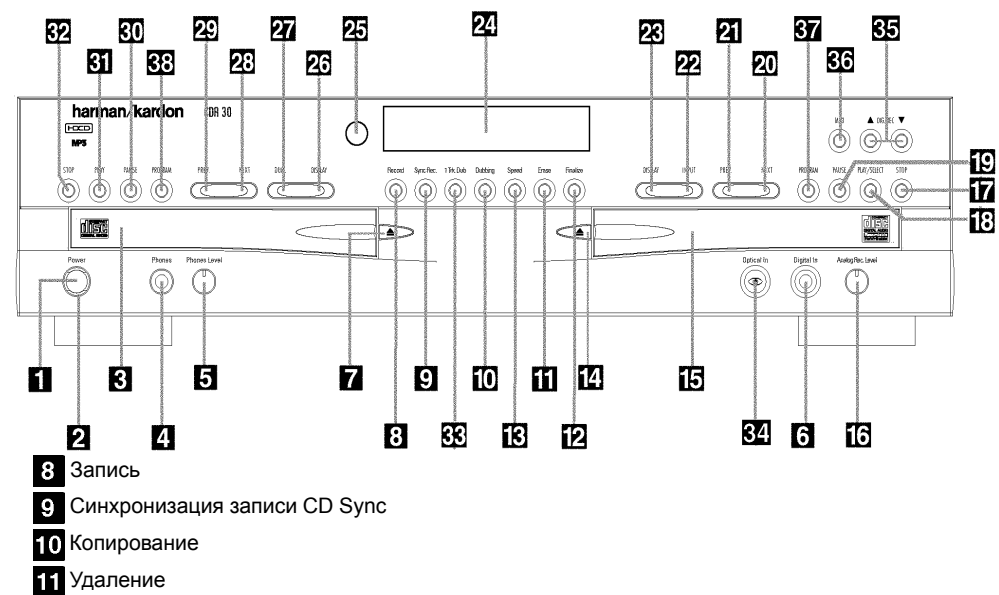 32 31 30 38 29 28 27 26 25 24 23 22 21 20 37 36 35
harman/kardon CDR 30
HDCD
MP3
MP3 ▲ DIG. REC ▼
19
STOP PLAY PAUSE PROGRAM PREV. NEXT DUAL DISPLAY Record Sync Rec. 1 Trk. Dub Dubbing Speed Erase Finalize DISPLAY INPUT PREV. NEXT PROGRAM PAUSE PLAY/SELECT STOP
17
18
disc
Power Phones Phones Level Optical In Digital In Analog Rec. Level
1 3 5 7 9 10 11 14 15
2 4 8 33 13 12 34 6 16
8 Запись
9 Синхронизация записи CD Sync
10 Копирование
11 Удаление